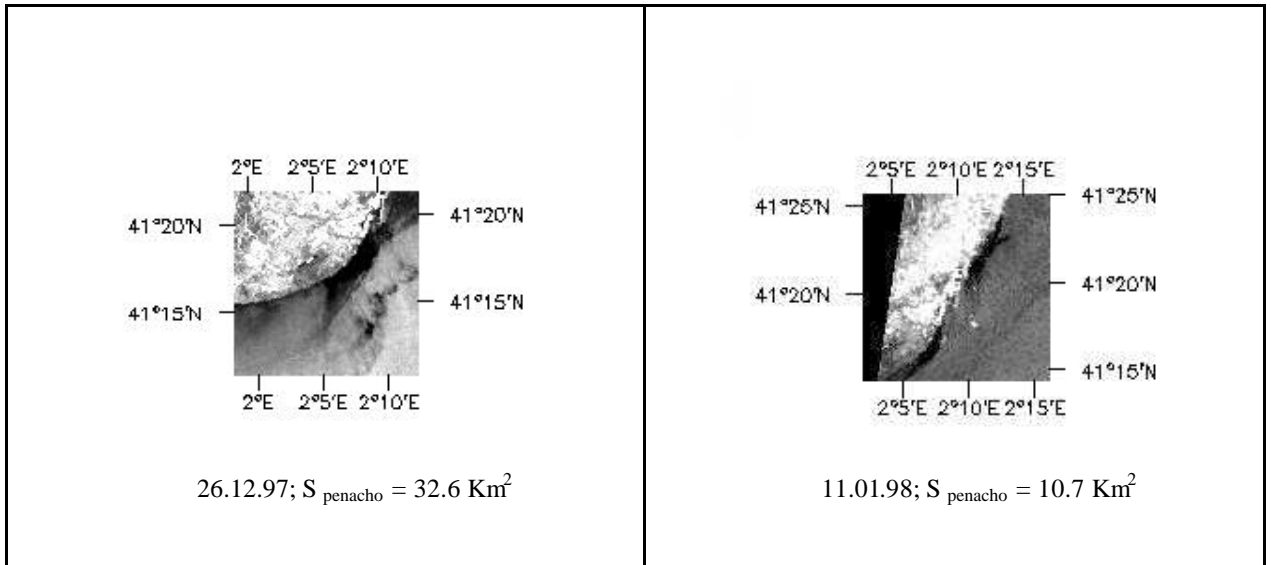 2°E 2°5'E 2°10'E
41°20'N 41°20'N
41°15'N 41°15'N
2°E 2°5'E 2°10'E
26.12.97; S penacho = 32.6 Km2
2°5'E 2°10'E 2°15'E
41°25'N 41°25'N
41°20'N 41°20'N
41°15'N
2°5'E 2°10'E 2°15'E
11.01.98; S penacho = 10.7 Km2